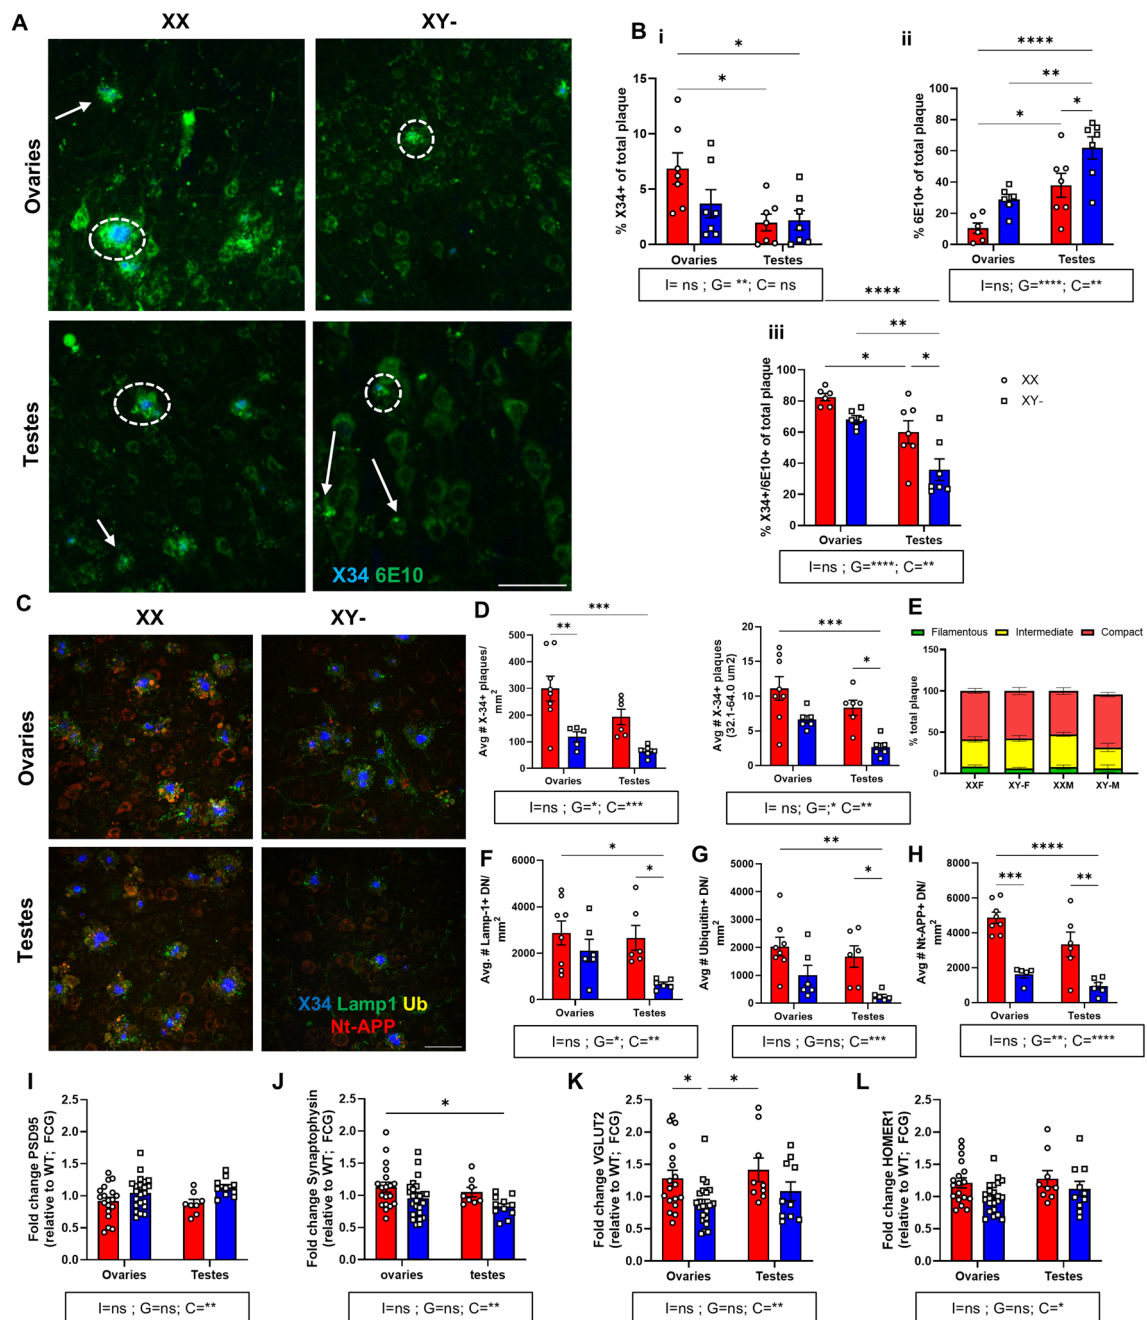 A
XX
XY-
Ovaries
Testes
X34 6E10
B
i
*
*
% X34+ of total plaque
15
10
5
0
Ovaries
Testes
I= ns ; G= **; C= ns
ii
****
**
*
*
% 6E10+ of total plaque
100
80
60
40
20
0
Ovaries
Testes
I=ns; G=****; C=**
iii
****
**
*
*
% X34+/6E10+ of total plaque
100
80
60
40
20
0
Ovaries
Testes
I=ns ; G=****; C=**
XX
XY-
C
XX
XY-
Ovaries
Testes
X34 Lamp1 Ub
Nt-APP
D
***
**
Avg # X-34+ plaques/
mm2
500
400
300
200
100
0
Ovaries
Testes
I=ns ; G=*; C=***
***
*
Avg # X-34+ plaques
(32.1-64.0 um2)
20
15
10
5
0
Ovaries
Testes
I= ns; G=;* C=**
E
Filamentous
Intermediate
Compact
% total plaque
150
100
50
0
XXF
XY-F
XXM
XY-M
F
*
*
Avg. # Lamp-1+ DN/
mm2
6000
4000
2000
0
Ovaries
Testes
I=ns ; G=*; C=**
G
**
*
Avg # Ubiquitin+ DN/
mm2
5000
4000
3000
2000
1000
0
Ovaries
Testes
I=ns ; G=ns; C=***
H
****
***
**
Avg # Nt-APP+ DN/
mm2
8000
6000
4000
2000
0
Ovaries
Testes
I=ns ; G=**; C=****
I
Fold change PSD95
(relative to WT; FCG)
2.5
2.0
1.5
1.0
0.5
0.0
Ovaries
Testes
I=ns ; G=ns; C=**
J
*
Fold change Synaptophysin
(relative to WT; FCG)
2.5
2.0
1.5
1.0
0.5
0.0
ovaries
testes
I=ns ; G=ns; C=**
K
*
*
Fold change VGLUT2
(relative to WT; FCG)
2.5
2.0
1.5
1.0
0.5
0.0
Ovaries
Testes
I=ns ; G=ns; C=**
L
Fold change HOMER1
(relative to WT; FCG)
2.5
2.0
1.5
1.0
0.5
0.0
Ovaries
Testes
I=ns ; G=ns; C=*